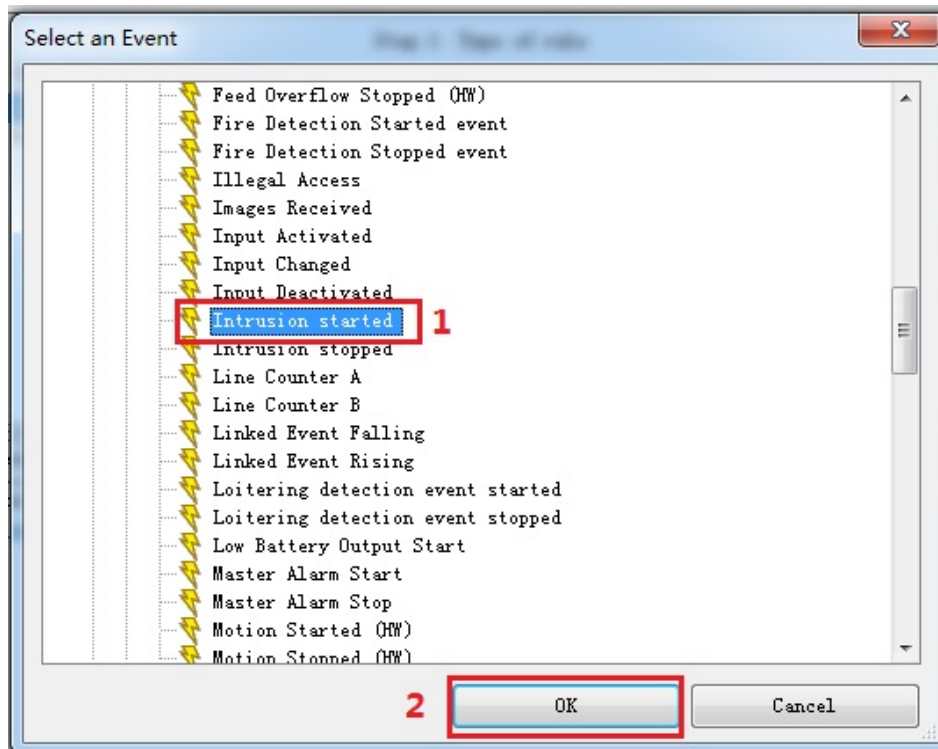 Select an Event
Feed Overflow Stopped (HW)
Fire Detection Started event
Fire Detection Stopped event
Illegal Access
Images Received
Input Activated
Input Changed
Input Deactivated
Intrusion started 1
Intrusion stopped
Line Counter A
Line Counter B
Linked Event Falling
Linked Event Rising
Loitering detection event started
Loitering detection event stopped
Low Battery Output Start
Master Alarm Start
Master Alarm Stop
Motion Started (HW)
Motion Stopped (HW)
2 OK Cancel